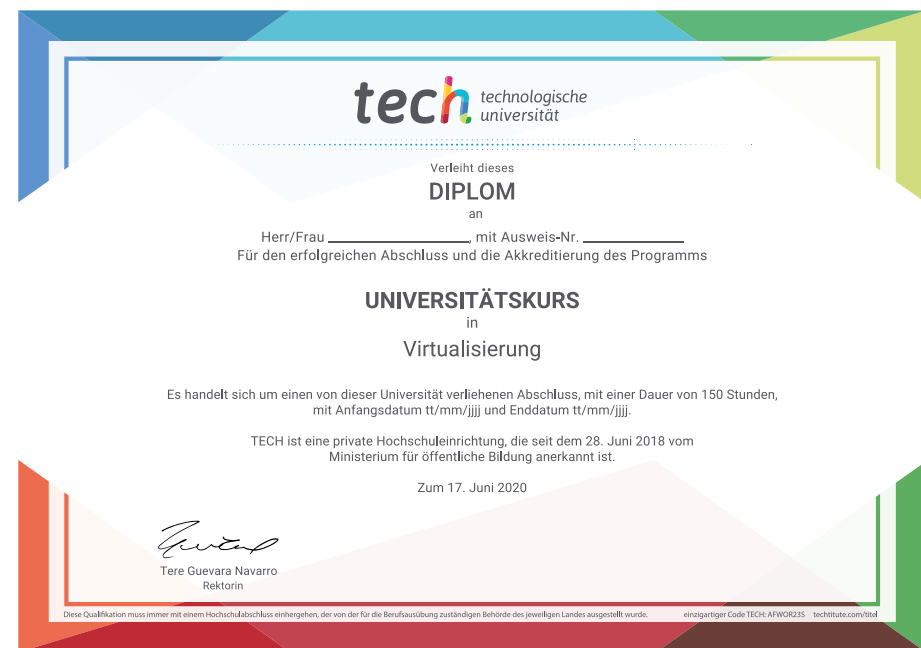 tech technologische
universität
Verleiht dieses
DIPLOM
an
Herr/Frau ____________________, mit Ausweis-Nr. ______________
Für den erfolgreichen Abschluss und die Akkreditierung des Programms
UNIVERSITÄTSKURS
in
Virtualisierung
Es handelt sich um einen von dieser Universität verliehenen Abschluss, mit einer Dauer von 150 Stunden,
mit Anfangsdatum tt/mm/jjjj und Enddatum tt/mm/jjjj.
TECH ist eine private Hochschuleinrichtung, die seit dem 28. Juni 2018 vom
Ministerium für öffentliche Bildung anerkannt ist.
Zum 17. Juni 2020
Tere Guevara Navarro
Rektorin
Diese Qualifikation muss immer mit einem Hochschulabschluss einhergehen, der von der für die Berufsausübung zuständigen Behörde des jeweiligen Landes ausgestellt wurde. einzigartiger Code TECH: AFWOR23S techtitute.com/titel